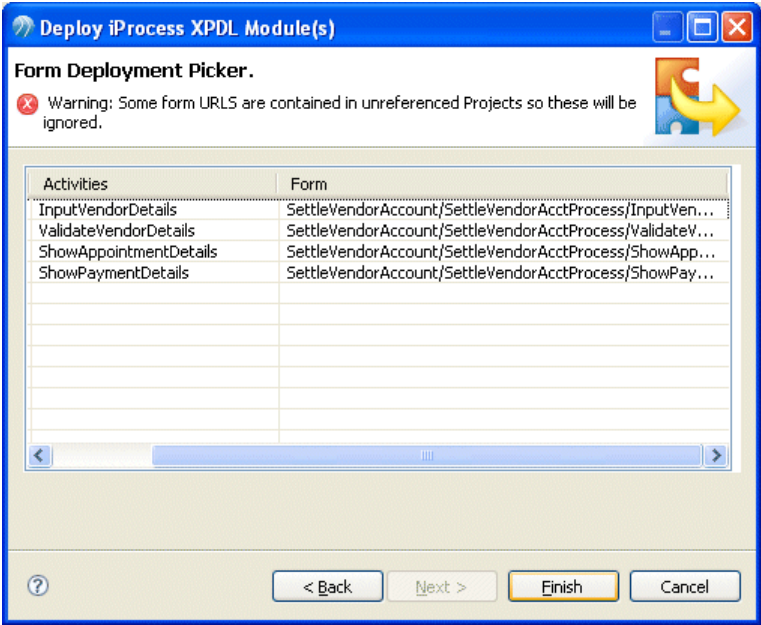 Deploy iProcess XPDL Module(s)
Form Deployment Picker.
Warning: Some form URLS are contained in unreferenced Projects so these will be
ignored.
Activities Form
InputVendorDetails SettleVendorAccount/SettleVendorAcctProcess/InputVen...
ValidateVendorDetails SettleVendorAccount/SettleVendorAcctProcess/ValidateV...
ShowAppointmentDetails SettleVendorAccount/SettleVendorAcctProcess/ShowApp...
ShowPaymentDetails SettleVendorAccount/SettleVendorAcctProcess/ShowPay...
< Back Next > Finish Cancel